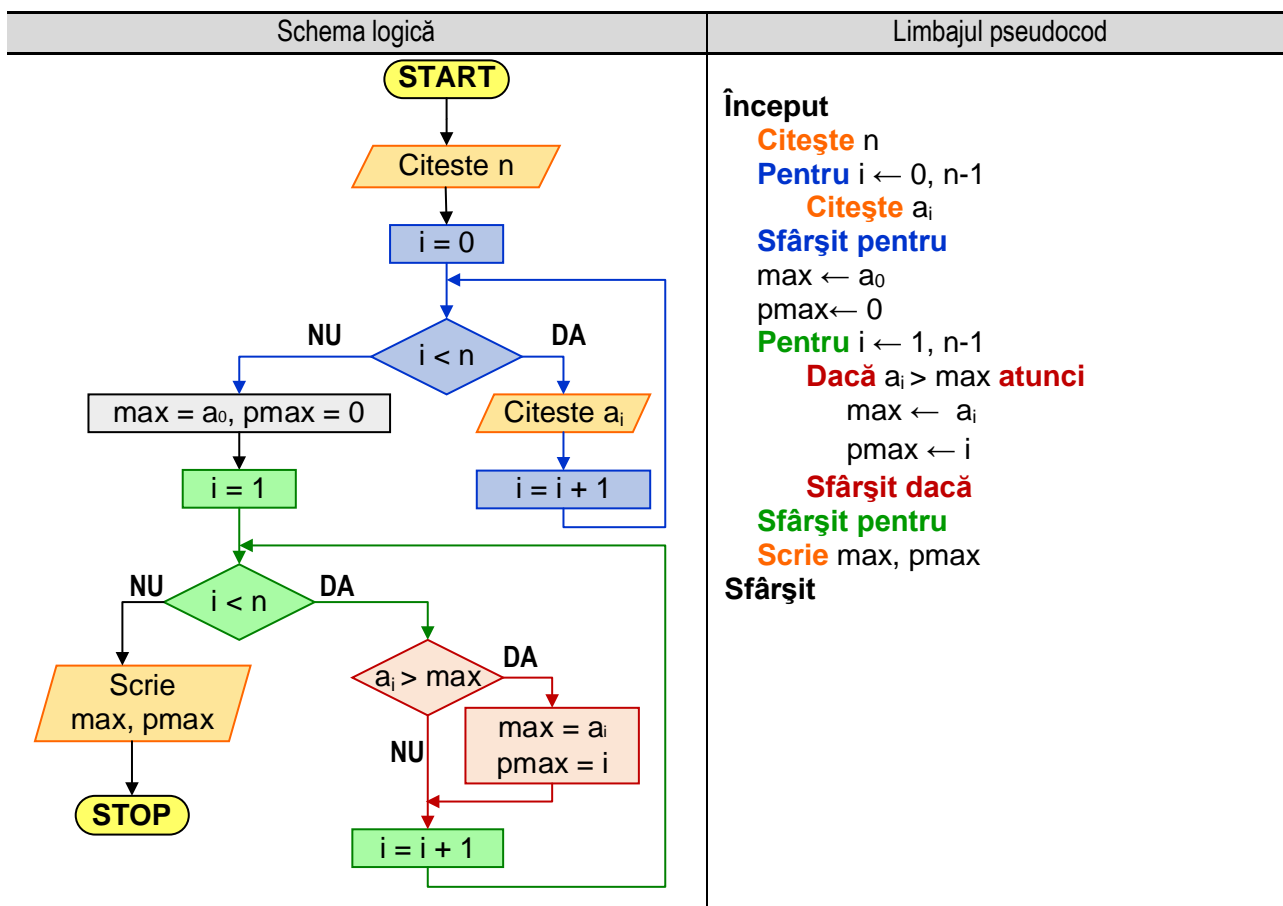 Schema logică
Limbajul pseudocod
START
Citeste n
i = 0
NU
DA
i < n
max = a₀, pmax = 0
Citeste aᵢ
i = 1
i = i + 1
NU
DA
i < n
Scrie
max, pmax
STOP
aᵢ > max
DA
NU
max = aᵢ
pmax = i
i = i + 1
Început
Citeşte n
Pentru i ← 0, n-1
Citeşte aᵢ
Sfârşit pentru
max ← a₀
pmax← 0
Pentru i ← 1, n-1
Dacă aᵢ > max atunci
max ← aᵢ
pmax ← i
Sfârşit dacă
Sfârşit pentru
Scrie max, pmax
Sfârşit